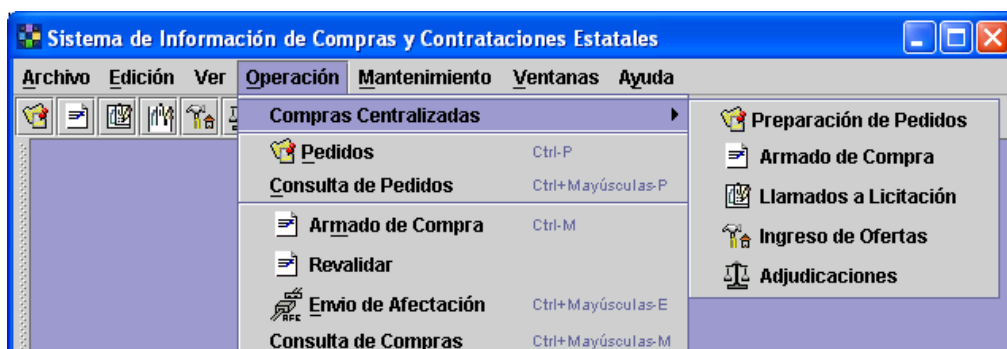 Sistema de Información de Compras y Contrataciones Estatales
Archivo Edición Ver Operación Mantenimiento Ventanas Ayuda
Compras Centralizadas
Pedidos Ctrl-P
Consulta de Pedidos Ctrl+Mayúsculas-P
Armado de Compra Ctrl-M
Revalidar
Envio de Afectación Ctrl+Mayúsculas-E
Consulta de Compras Ctrl+Mayúsculas-M
Preparación de Pedidos
Armado de Compra
Llamados a Licitación
Ingreso de Ofertas
Adjudicaciones